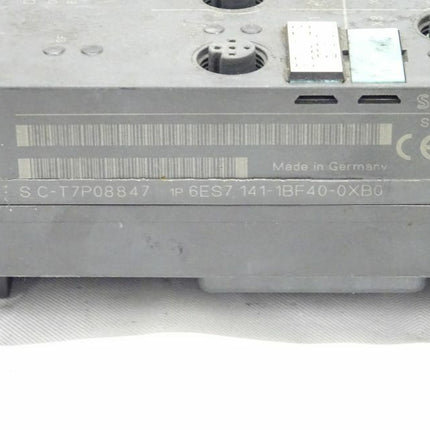 Made in Germany
S C-T7P08847 1P 6ES7 141-1BF40-0XB0